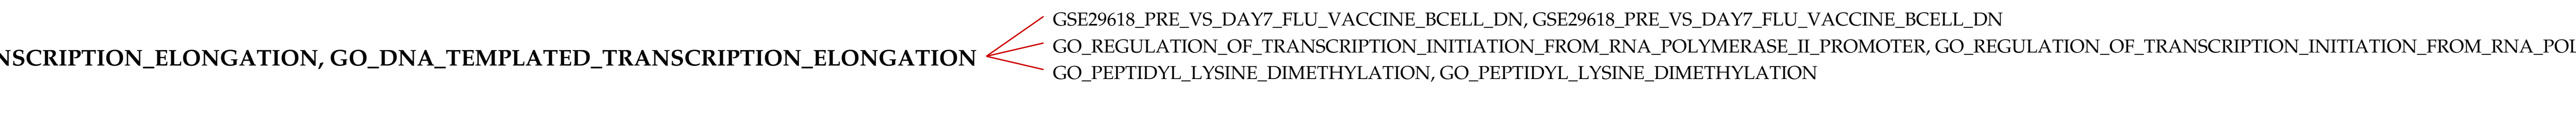 GSE29618_PRE_VS_DAY7_FLU_VACCINE_BCELL_DN, GSE29618_PRE_VS_DAY7_FLU_VACCINE_BCELL_DN
NSCRIPTION_ELONGATION, GO_DNA_TEMPLATED_TRANSCRIPTION_ELONGATION
GO_REGULATION_OF_TRANSCRIPTION_INITIATION_FROM_RNA_POLYMERASE_II_PROMOTER, GO_REGULATION_OF_TRANSCRIPTION_INITIATION_FROM_RNA_POL
GO_PEPTIDYL_LYSINE_DIMETHYLATION, GO_PEPTIDYL_LYSINE_DIMETHYLATION